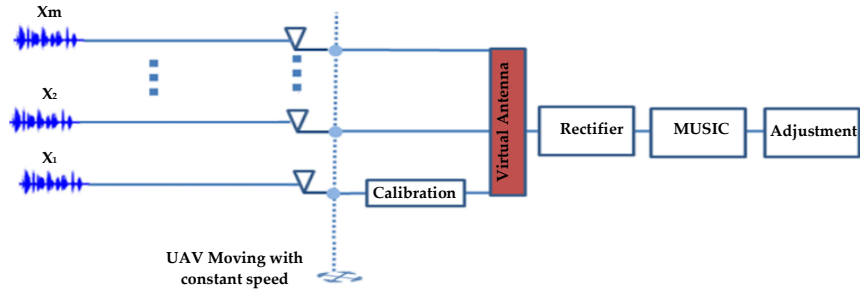 Xm
X₂
X₁
Calibration
Virtual Antenna
Rectifier
MUSIC
Adjustment
UAV Moving with
constant speed